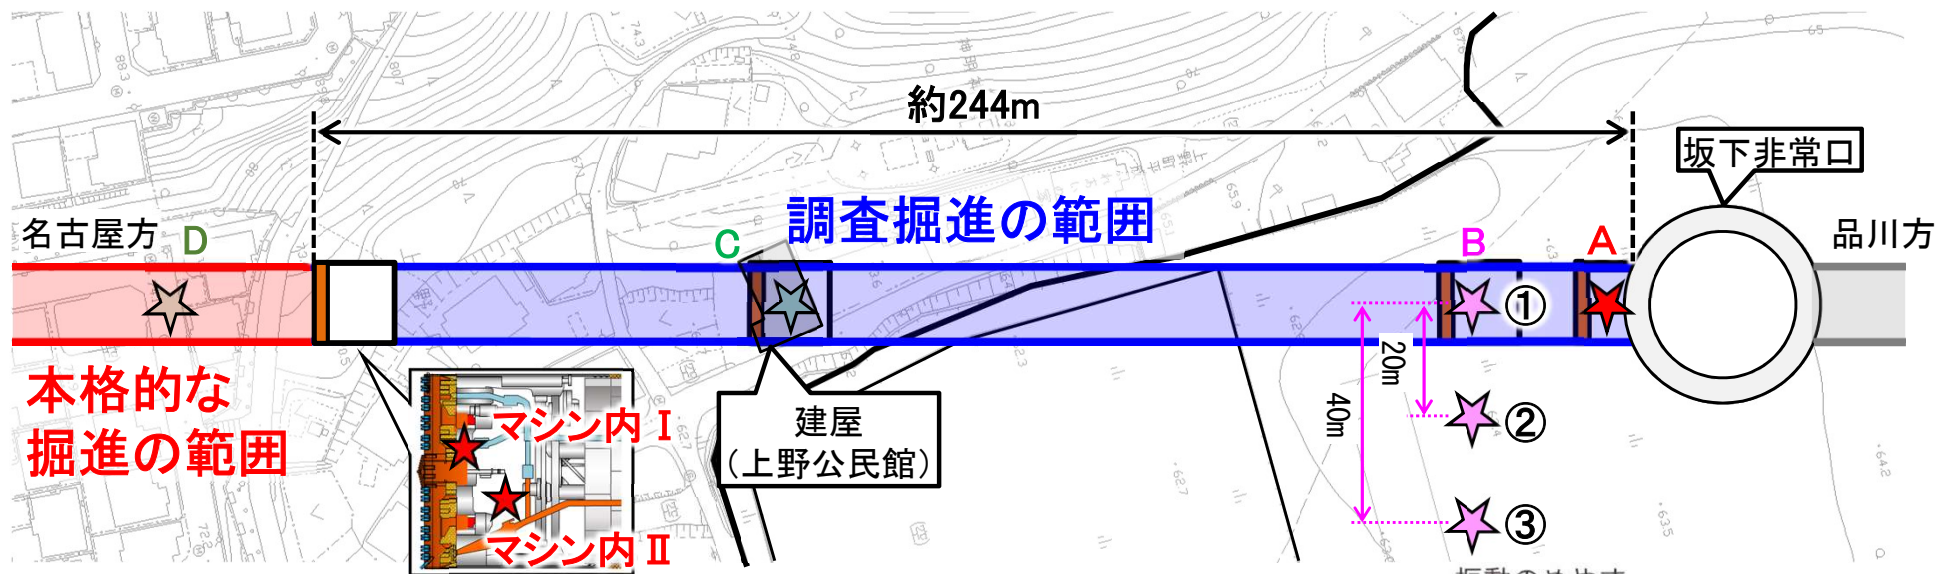 約244m
坂下非常口
調査掘進の範囲
名古屋方
D
C
B
A
品川方
①
20m
40m
本格的な
掘進の範囲
マシン内Ⅰ
マシン内Ⅱ
建屋
（上野公民館）
②
③